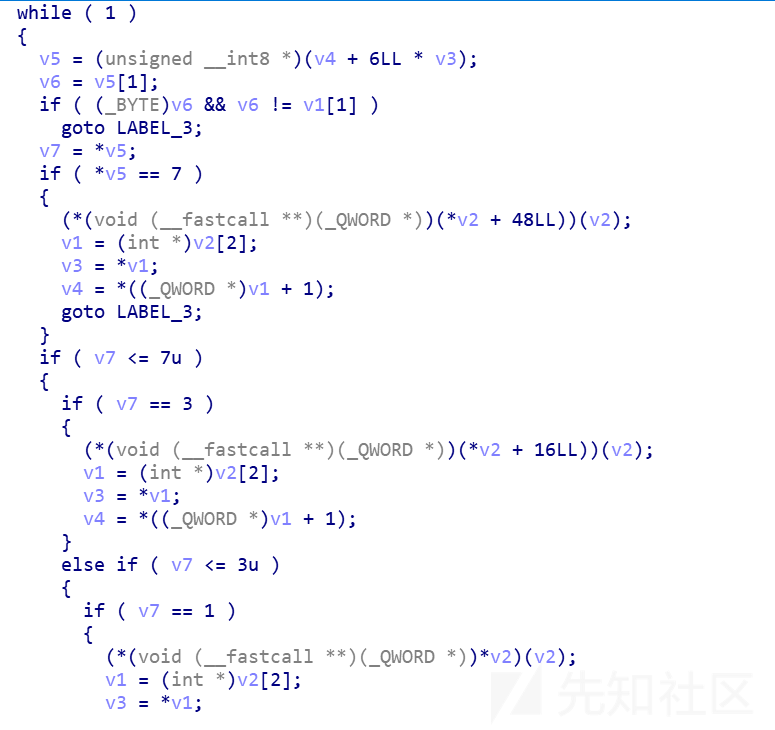 while ( 1 )
{
  v5 = (unsigned __int8 *)(v4 + 6LL * v3);
  v6 = v5[1];
  if ( (_BYTE)v6 && v6 != v1[1] )
    goto LABEL_3;
  v7 = *v5;
  if ( *v5 == 7 )
  {
    (*(void (__fastcall **)(_QWORD *))(*v2 + 48LL))(v2);
    v1 = (int *)v2[2];
    v3 = *v1;
    v4 = *((_QWORD *)v1 + 1);
    goto LABEL_3;
  }
  if ( v7 <= 7u )
  {
    if ( v7 == 3 )
    {
      (*(void (__fastcall **)(_QWORD *))(*v2 + 16LL))(v2);
      v1 = (int *)v2[2];
      v3 = *v1;
      v4 = *((_QWORD *)v1 + 1);
    }
    else if ( v7 <= 3u )
    {
      if ( v7 == 1 )
      {
        (*(void (__fastcall **)(_QWORD *))*v2)(v2);
        v1 = (int *)v2[2];
        v3 = *v1;
先知社区